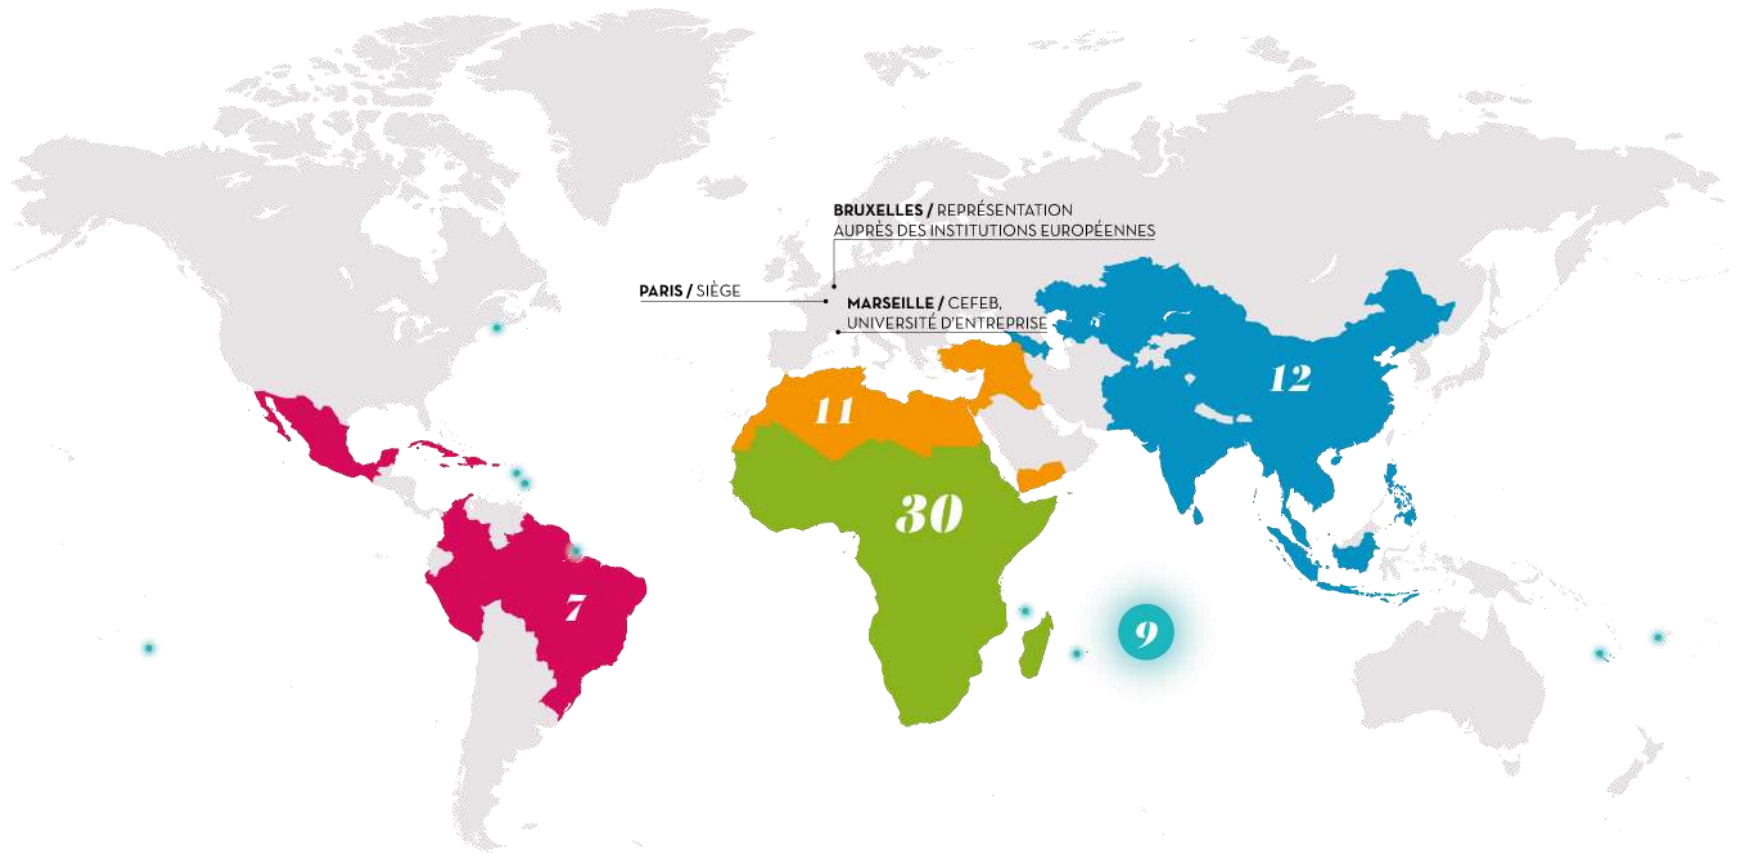 BRUXELLES / REPRÉSENTATION
AUPRÈS DES INSTITUTIONS EUROPÉENNES
PARIS / SIÈGE
MARSEILLE / CEFEB,
UNIVERSITÉ D'ENTREPRISE
12
11
30
7
9